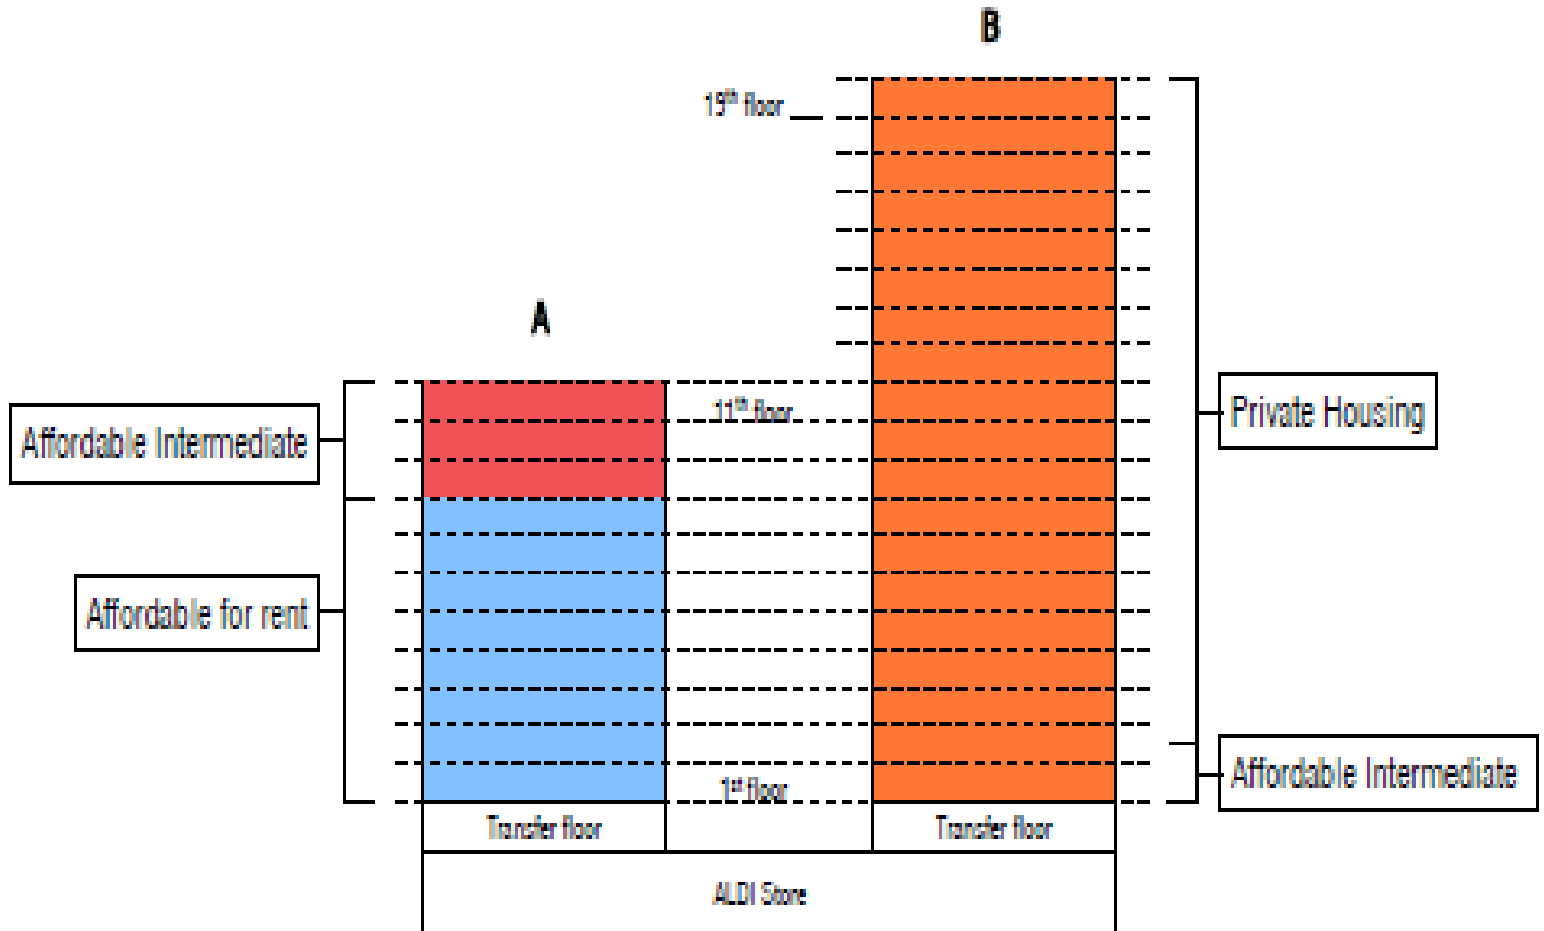 B
19th floor
A
11th floor
Affordable Intermediate
Private Housing
Affordable for rent
Affordable Intermediate
1st floor
Transfer floor
Transfer floor
ALDI Store